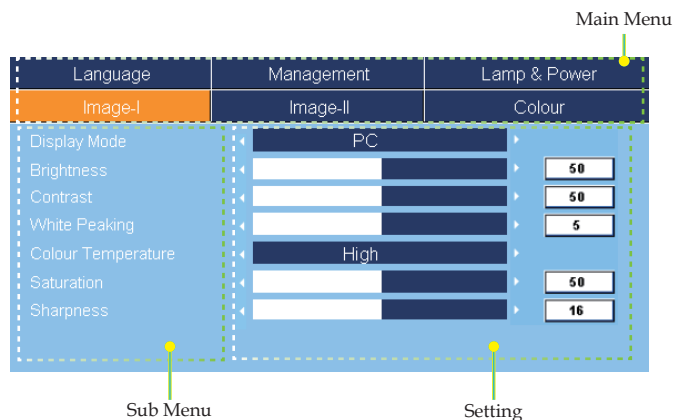 Main Menu
Language Management Lamp & Power
Image-I Image-II Colour
Display Mode PC
Brightness 50
Contrast 50
White Peaking 5
Colour Temperature High
Saturation 50
Sharpness 16
Sub Menu Setting